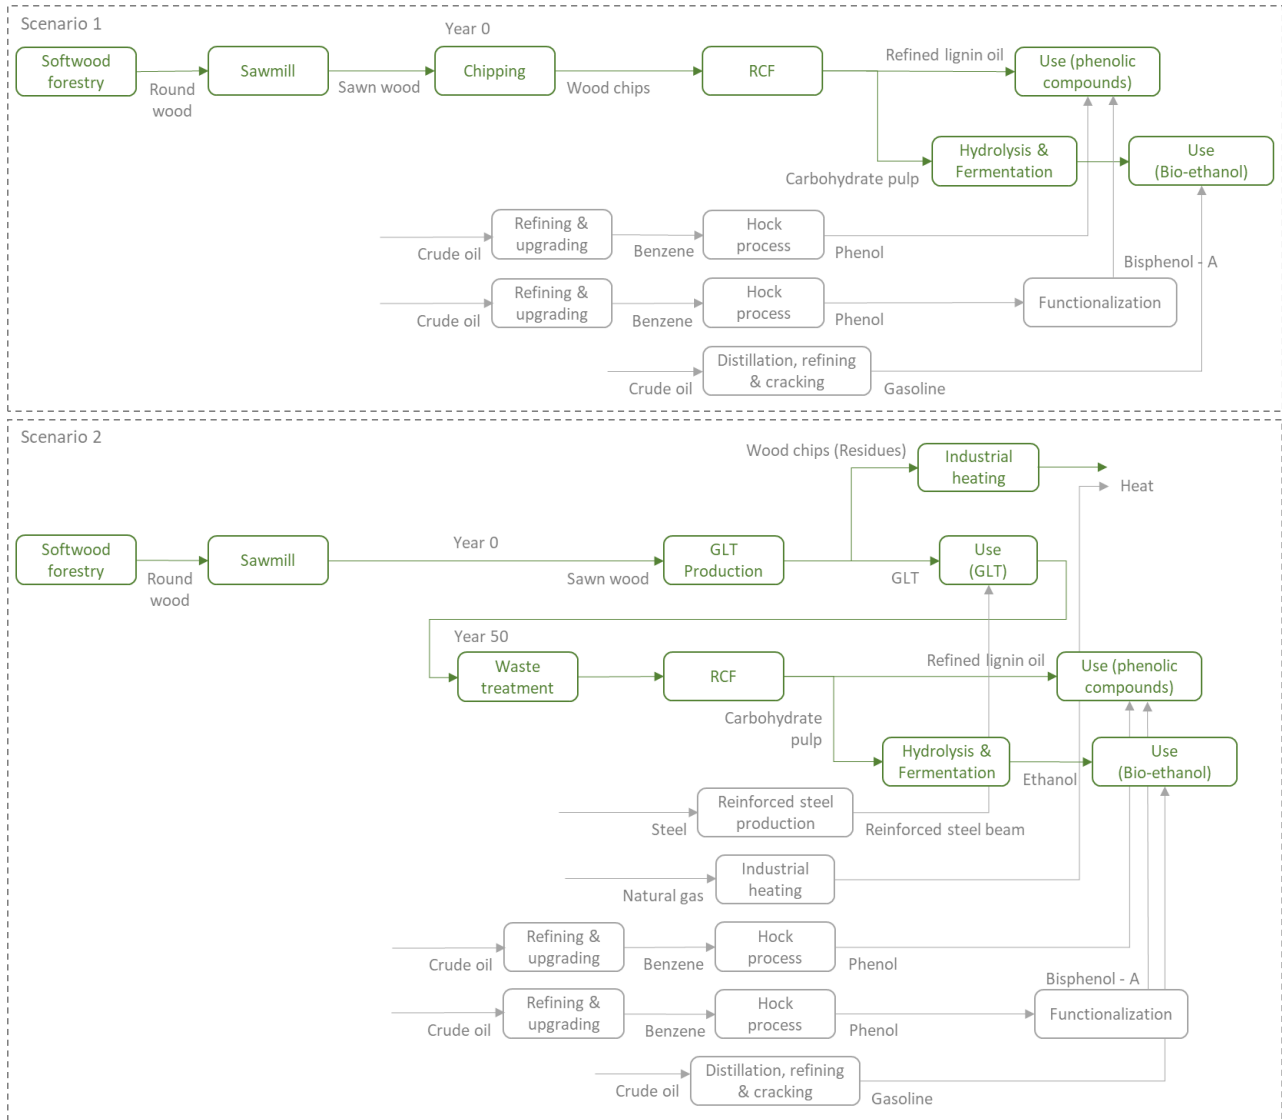 Scenario 1
Year 0
Softwood
forestry
Round
wood
Sawmill
Sawn wood
Chipping
Wood chips
RCF
Refined lignin oil
Use (phenolic
compounds)
Carbohydrate pulp
Hydrolysis &
Fermentation
Use
(Bio-ethanol)
Crude oil
Refining &
upgrading
Benzene
Hock
process
Phenol
Bisphenol - A
Crude oil
Refining &
upgrading
Benzene
Hock
process
Phenol
Functionalization
Crude oil
Distillation, refining
& cracking
Gasoline
Scenario 2
Wood chips (Residues)
Industrial
heating
Heat
Softwood
forestry
Round
wood
Sawmill
Year 0
Sawn wood
GLT
Production
GLT
Use
(GLT)
Year 50
Waste
treatment
RCF
Refined lignin oil
Use (phenolic
compounds)
Carbohydrate
pulp
Hydrolysis &
Fermentation
Ethanol
Use
(Bio-ethanol)
Steel
Reinforced steel
production
Reinforced steel beam
Natural gas
Industrial
heating
Crude oil
Refining &
upgrading
Benzene
Hock
process
Phenol
Bisphenol - A
Crude oil
Refining &
upgrading
Benzene
Hock
process
Phenol
Functionalization
Crude oil
Distillation, refining
& cracking
Gasoline